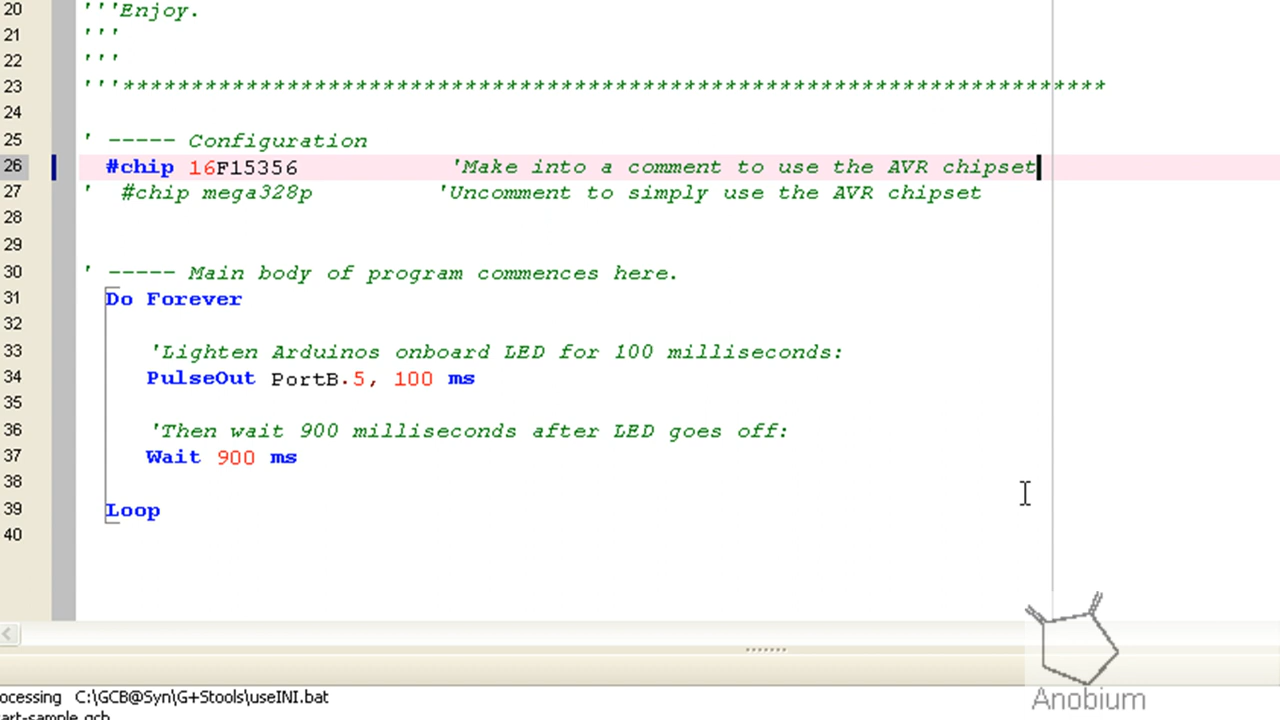 20 '''Enjoy.
21 '''
22 '''
23 '''*************************************************************************
24
25 ' ----- Configuration
26 #chip 16F15356 'Make into a comment to use the AVR chipset
27 ' #chip mega328p 'Uncomment to simply use the AVR chipset
28
29
30 ' ----- Main body of program commences here.
31 Do Forever
32
33 'Lighten Arduinos onboard LED for 100 milliseconds:
34 PulseOut PortB.5, 100 ms
35
36 'Then wait 900 milliseconds after LED goes off:
37 Wait 900 ms
38
39 Loop
40
Anobium
ocessing C:\GCB@Syn\G+Stools\useINI.bat
art-sample.gcb